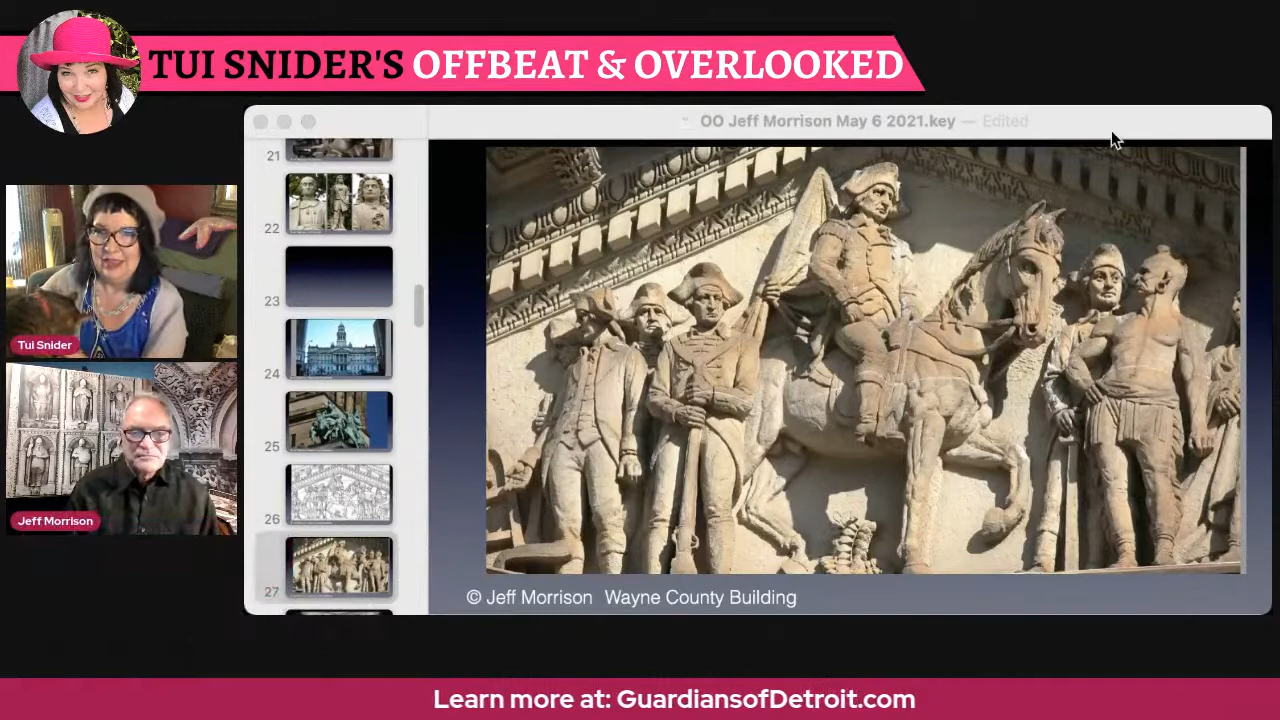 TUI SNIDER'S OFFBEAT & OVERLOOKED
OO Jeff Morrison May 6 2021.key — Edited
21
22
23
24
25
26
27
Tui Snider
Jeff Morrison
© Jeff Morrison Wayne County Building
Learn more at: GuardiansofDetroit.com